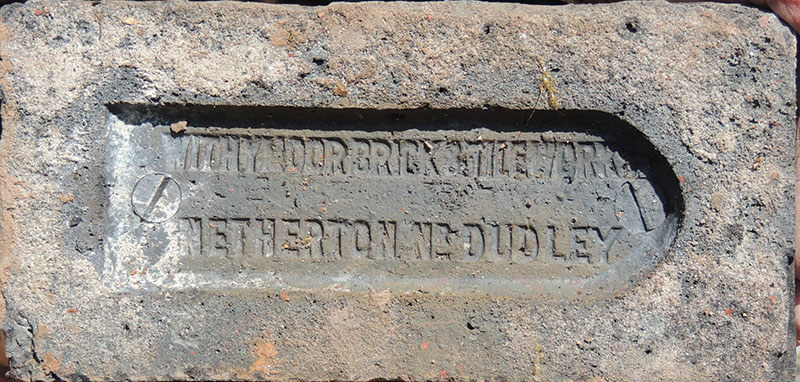 WITHYMOOR BRICK & TILE WORKS
NETHERTON NR DUDLEY